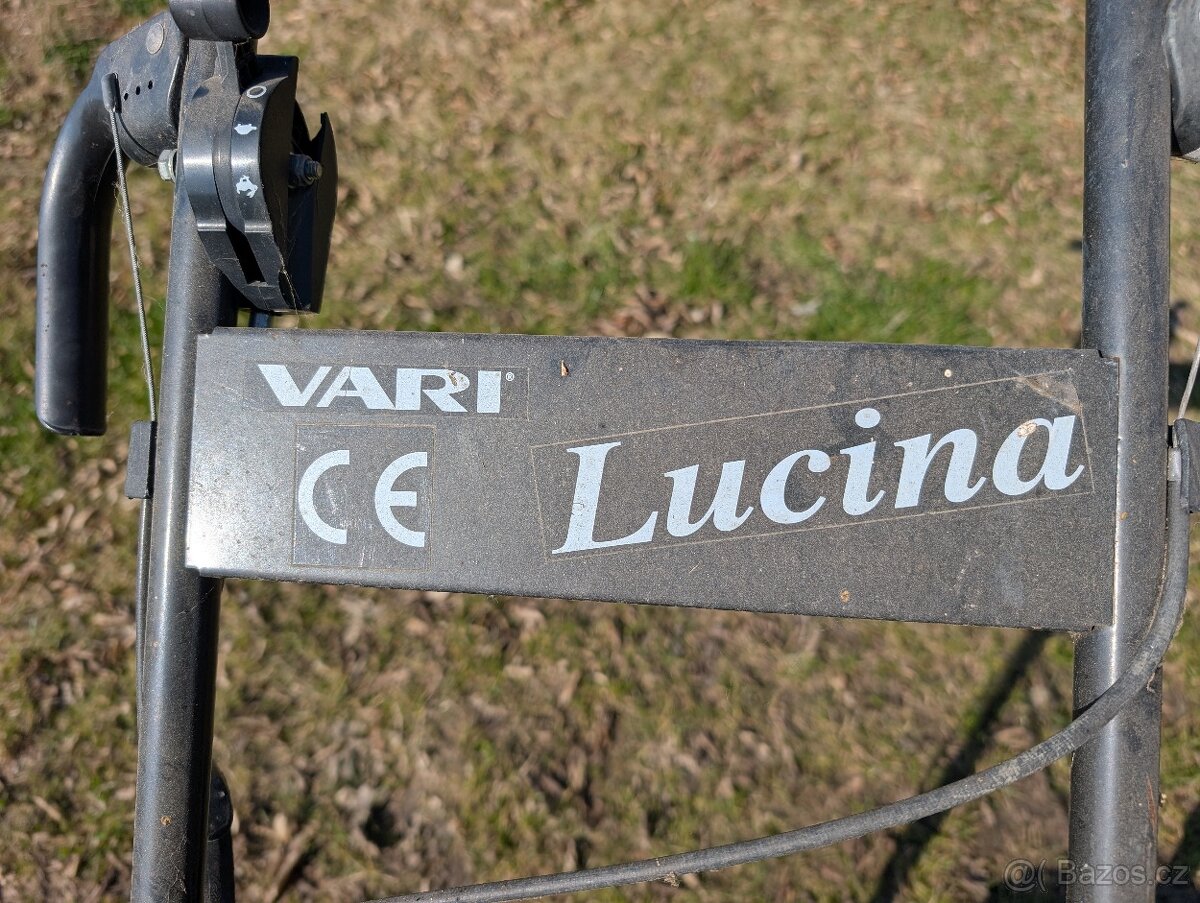 VARI®
CE
Lucina
@( Bazos.cz